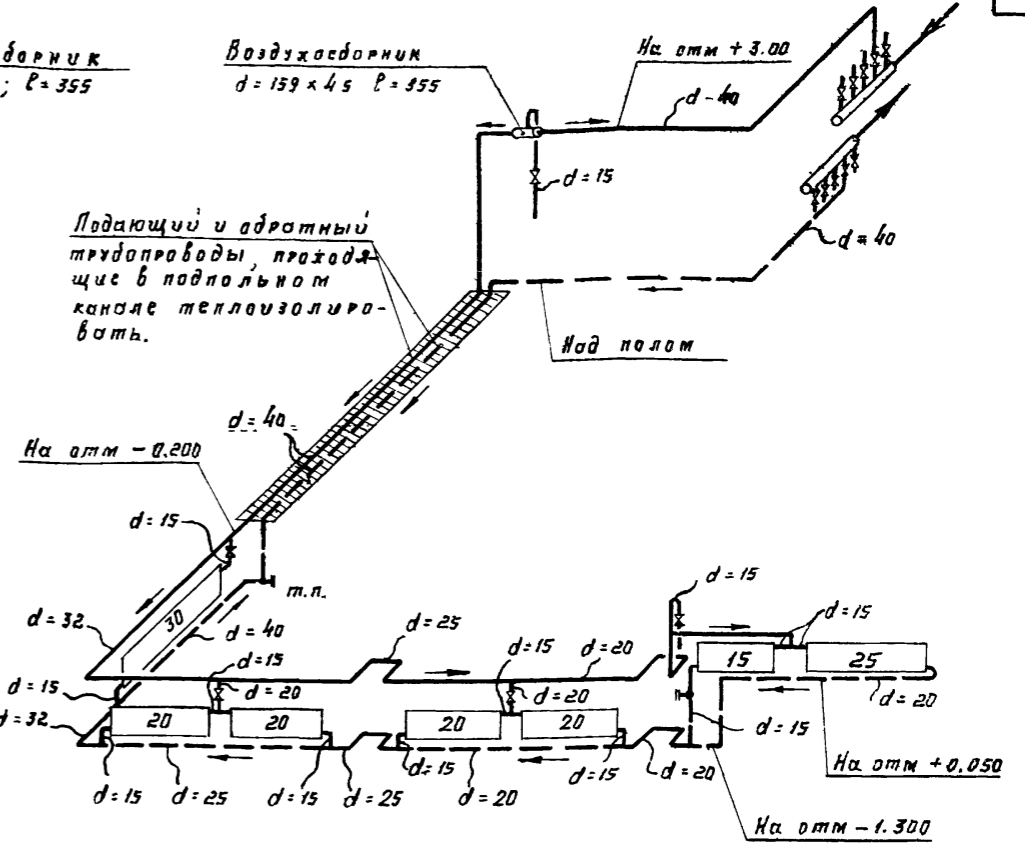 борник
; ℓ=355
Воздухосборник
d=159×4s ℓ=355
На отм +3.00
d-40
d=15
d=40
Подающий и обратный
трубопроводы, проходя-
щие в подпольном
канале теплоизолиро-
вать.
Над полом
d=40
На отм -0.200
d=15
т.п.
30
d=32
d=40
d=25
d=15
d=20
d=15
15
25
d=15
d=15
d=20
d=15
d=20
d=20
d=32
20
20
20
20
d=15
d=15
d=15
d=20
На отм +0.050
d=15
d=25
d=15
d=25
d=20
На отм -1.300